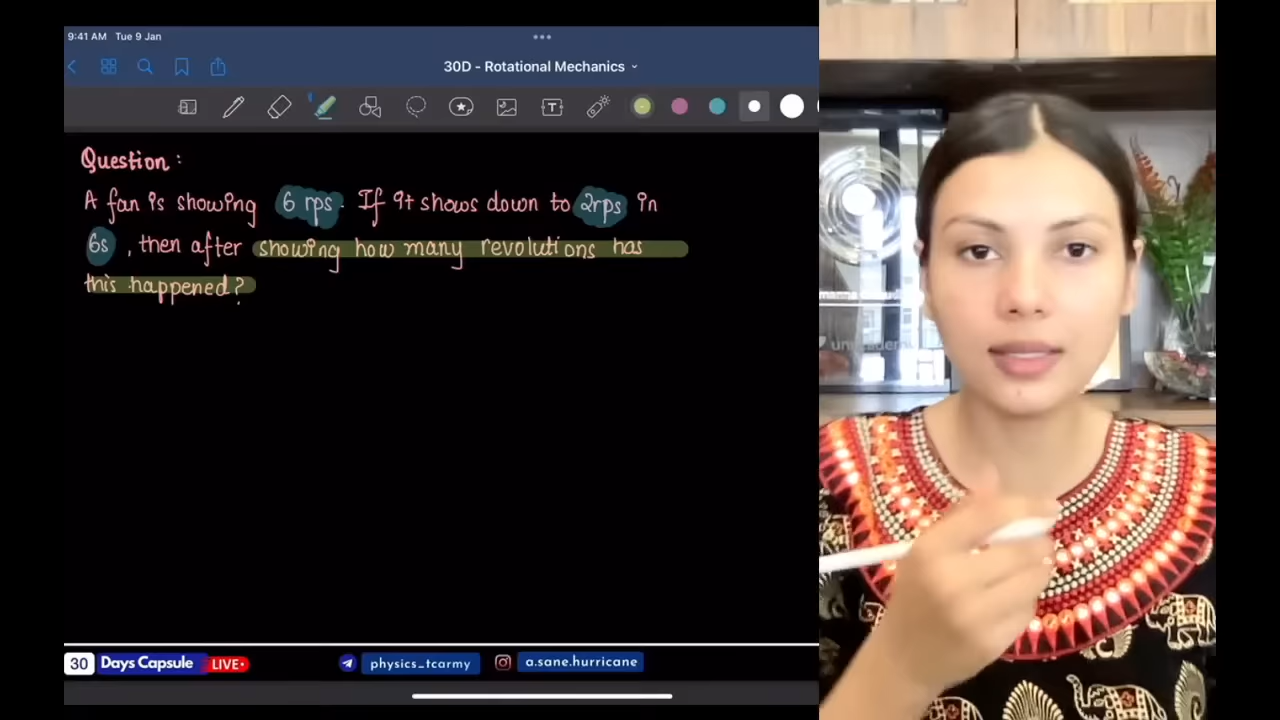 9:41 AM Tue 9 Jan
30D - Rotational Mechanics
Question :
A fan is showing 6 rps. If it shows down to 2rps in
6s , then after showing how many revolutions has
this happened?
30 Days Capsule LIVE
physics_tcarmy
a.sane.hurricane